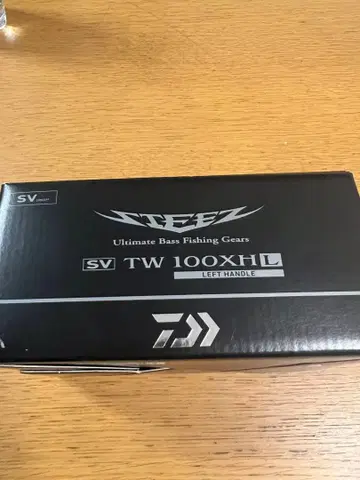 SV
STEEZ
Ultimate Bass Fishing Gears
SV TW 100XHL
LEFT HANDLE